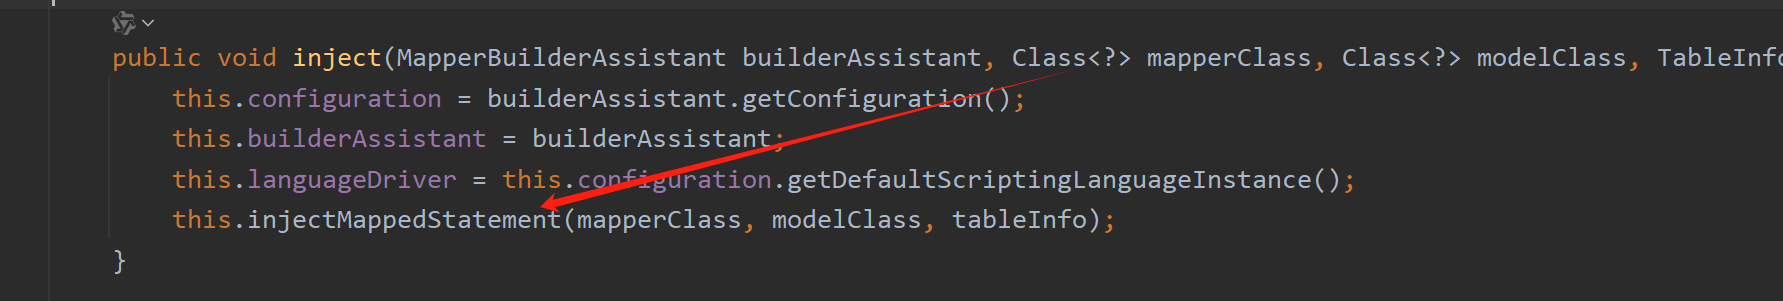 public void inject(MapperBuilderAssistant builderAssistant, Class<?> mapperClass, Class<?> modelClass, TableInfo
this.configuration = builderAssistant.getConfiguration();
this.builderAssistant = builderAssistant;
this.languageDriver = this.configuration.getDefaultScriptingLanguageInstance();
this.injectMappedStatement(mapperClass, modelClass, tableInfo);
}